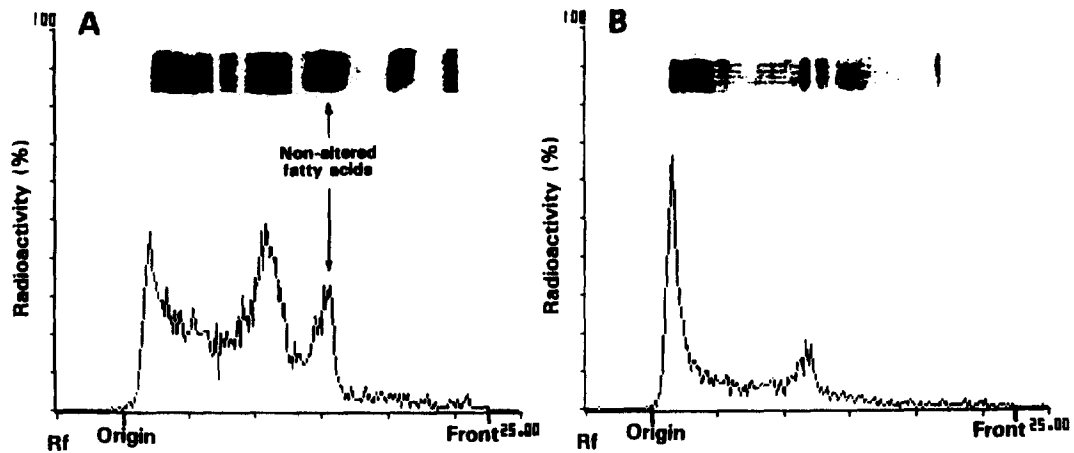 100
A
Non-altered
fatty acids
Radioactivity (%)
Rf
Origin
Front
25.00
100
B
Radioactivity (%)
Rf
Origin
Front
25.00